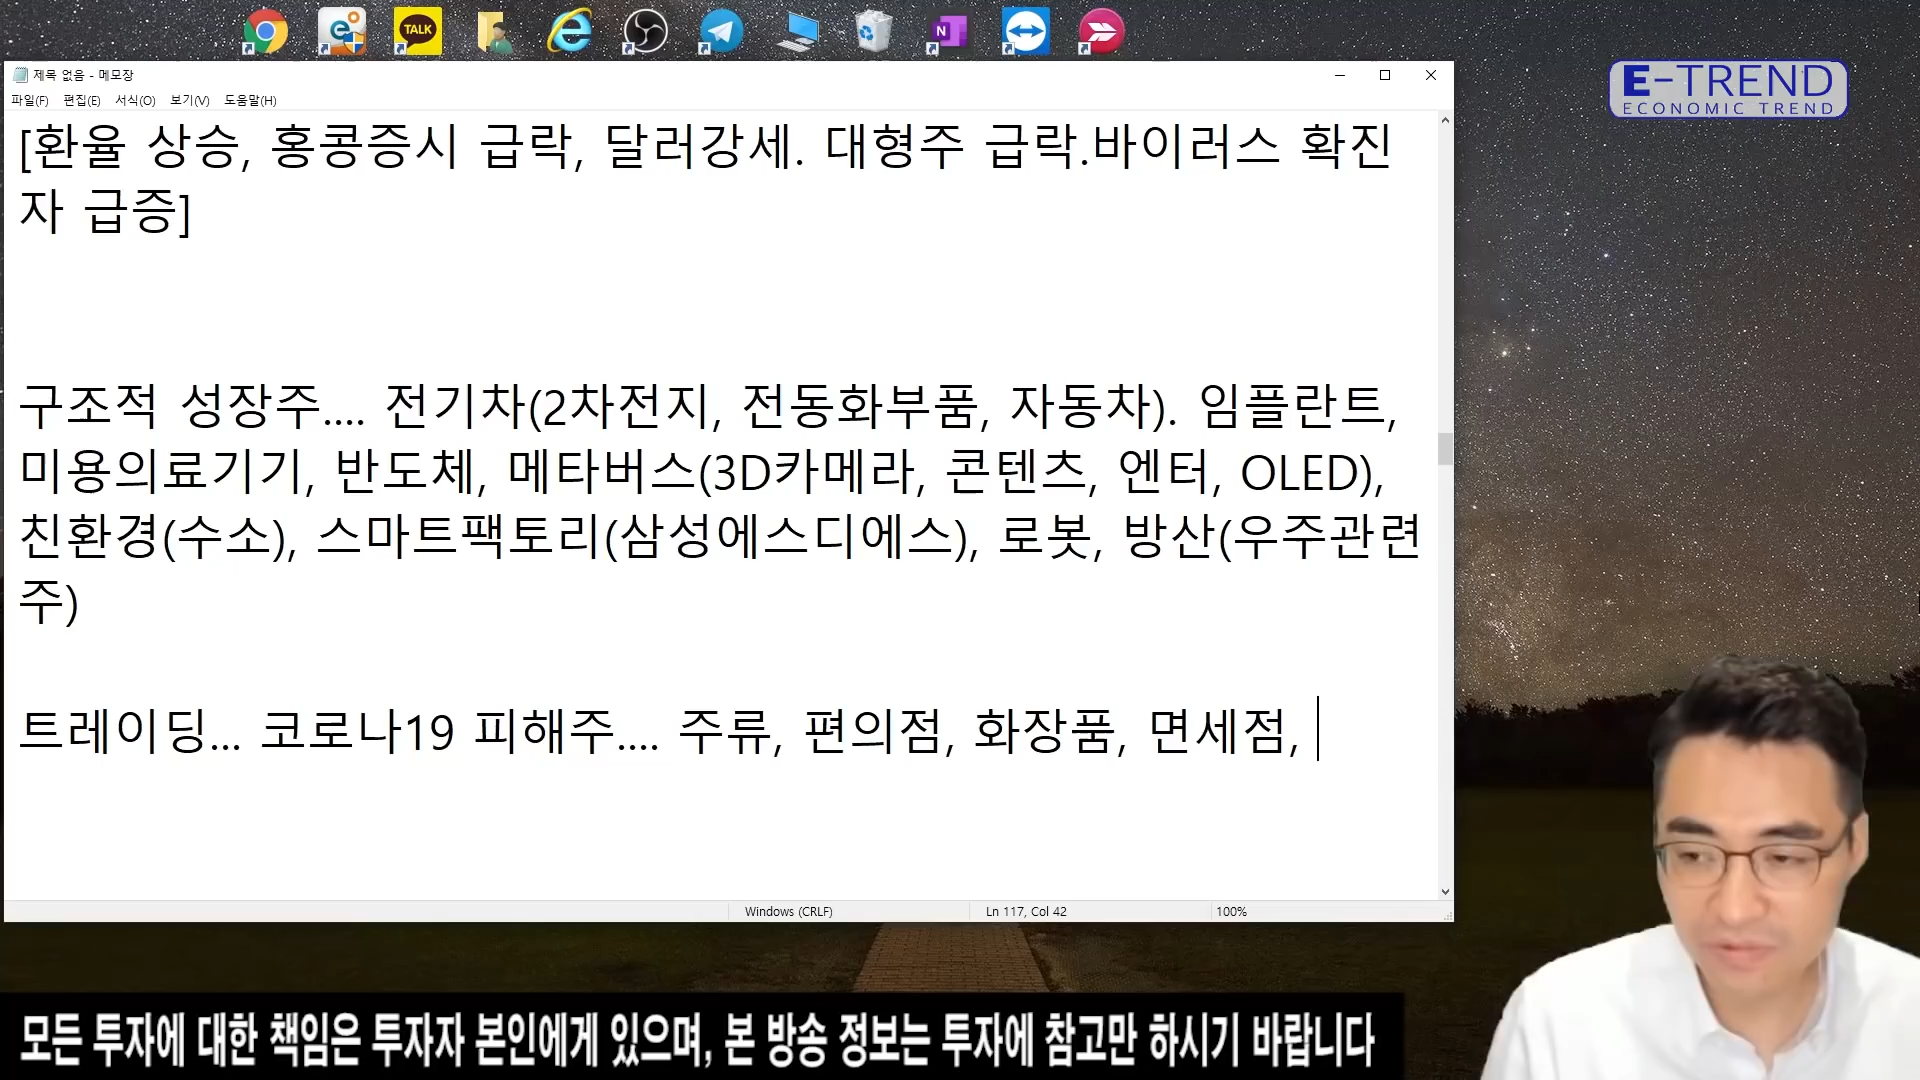 TALK
N
제목 없음 - 메모장
파일(F) 편집(E) 서식(O) 보기(V) 도움말(H)
E-TREND
ECONOMIC TREND
[환율 상승, 홍콩증시 급락, 달러강세. 대형주 급락.바이러스 확진
자 급증]
구조적 성장주.... 전기차(2차전지, 전동화부품, 자동차). 임플란트,
미용의료기기, 반도체, 메타버스(3D카메라, 콘텐츠, 엔터, OLED),
친환경(수소), 스마트팩토리(삼성에스디에스), 로봇, 방산(우주관련
주)
트레이딩... 코로나19 피해주.... 주류, 편의점, 화장품, 면세점,
Windows (CRLF) Ln 117, Col 42 100%
모든 투자에 대한 책임은 투자자 본인에게 있으며, 본 방송 정보는 투자에 참고만 하시기 바랍니다